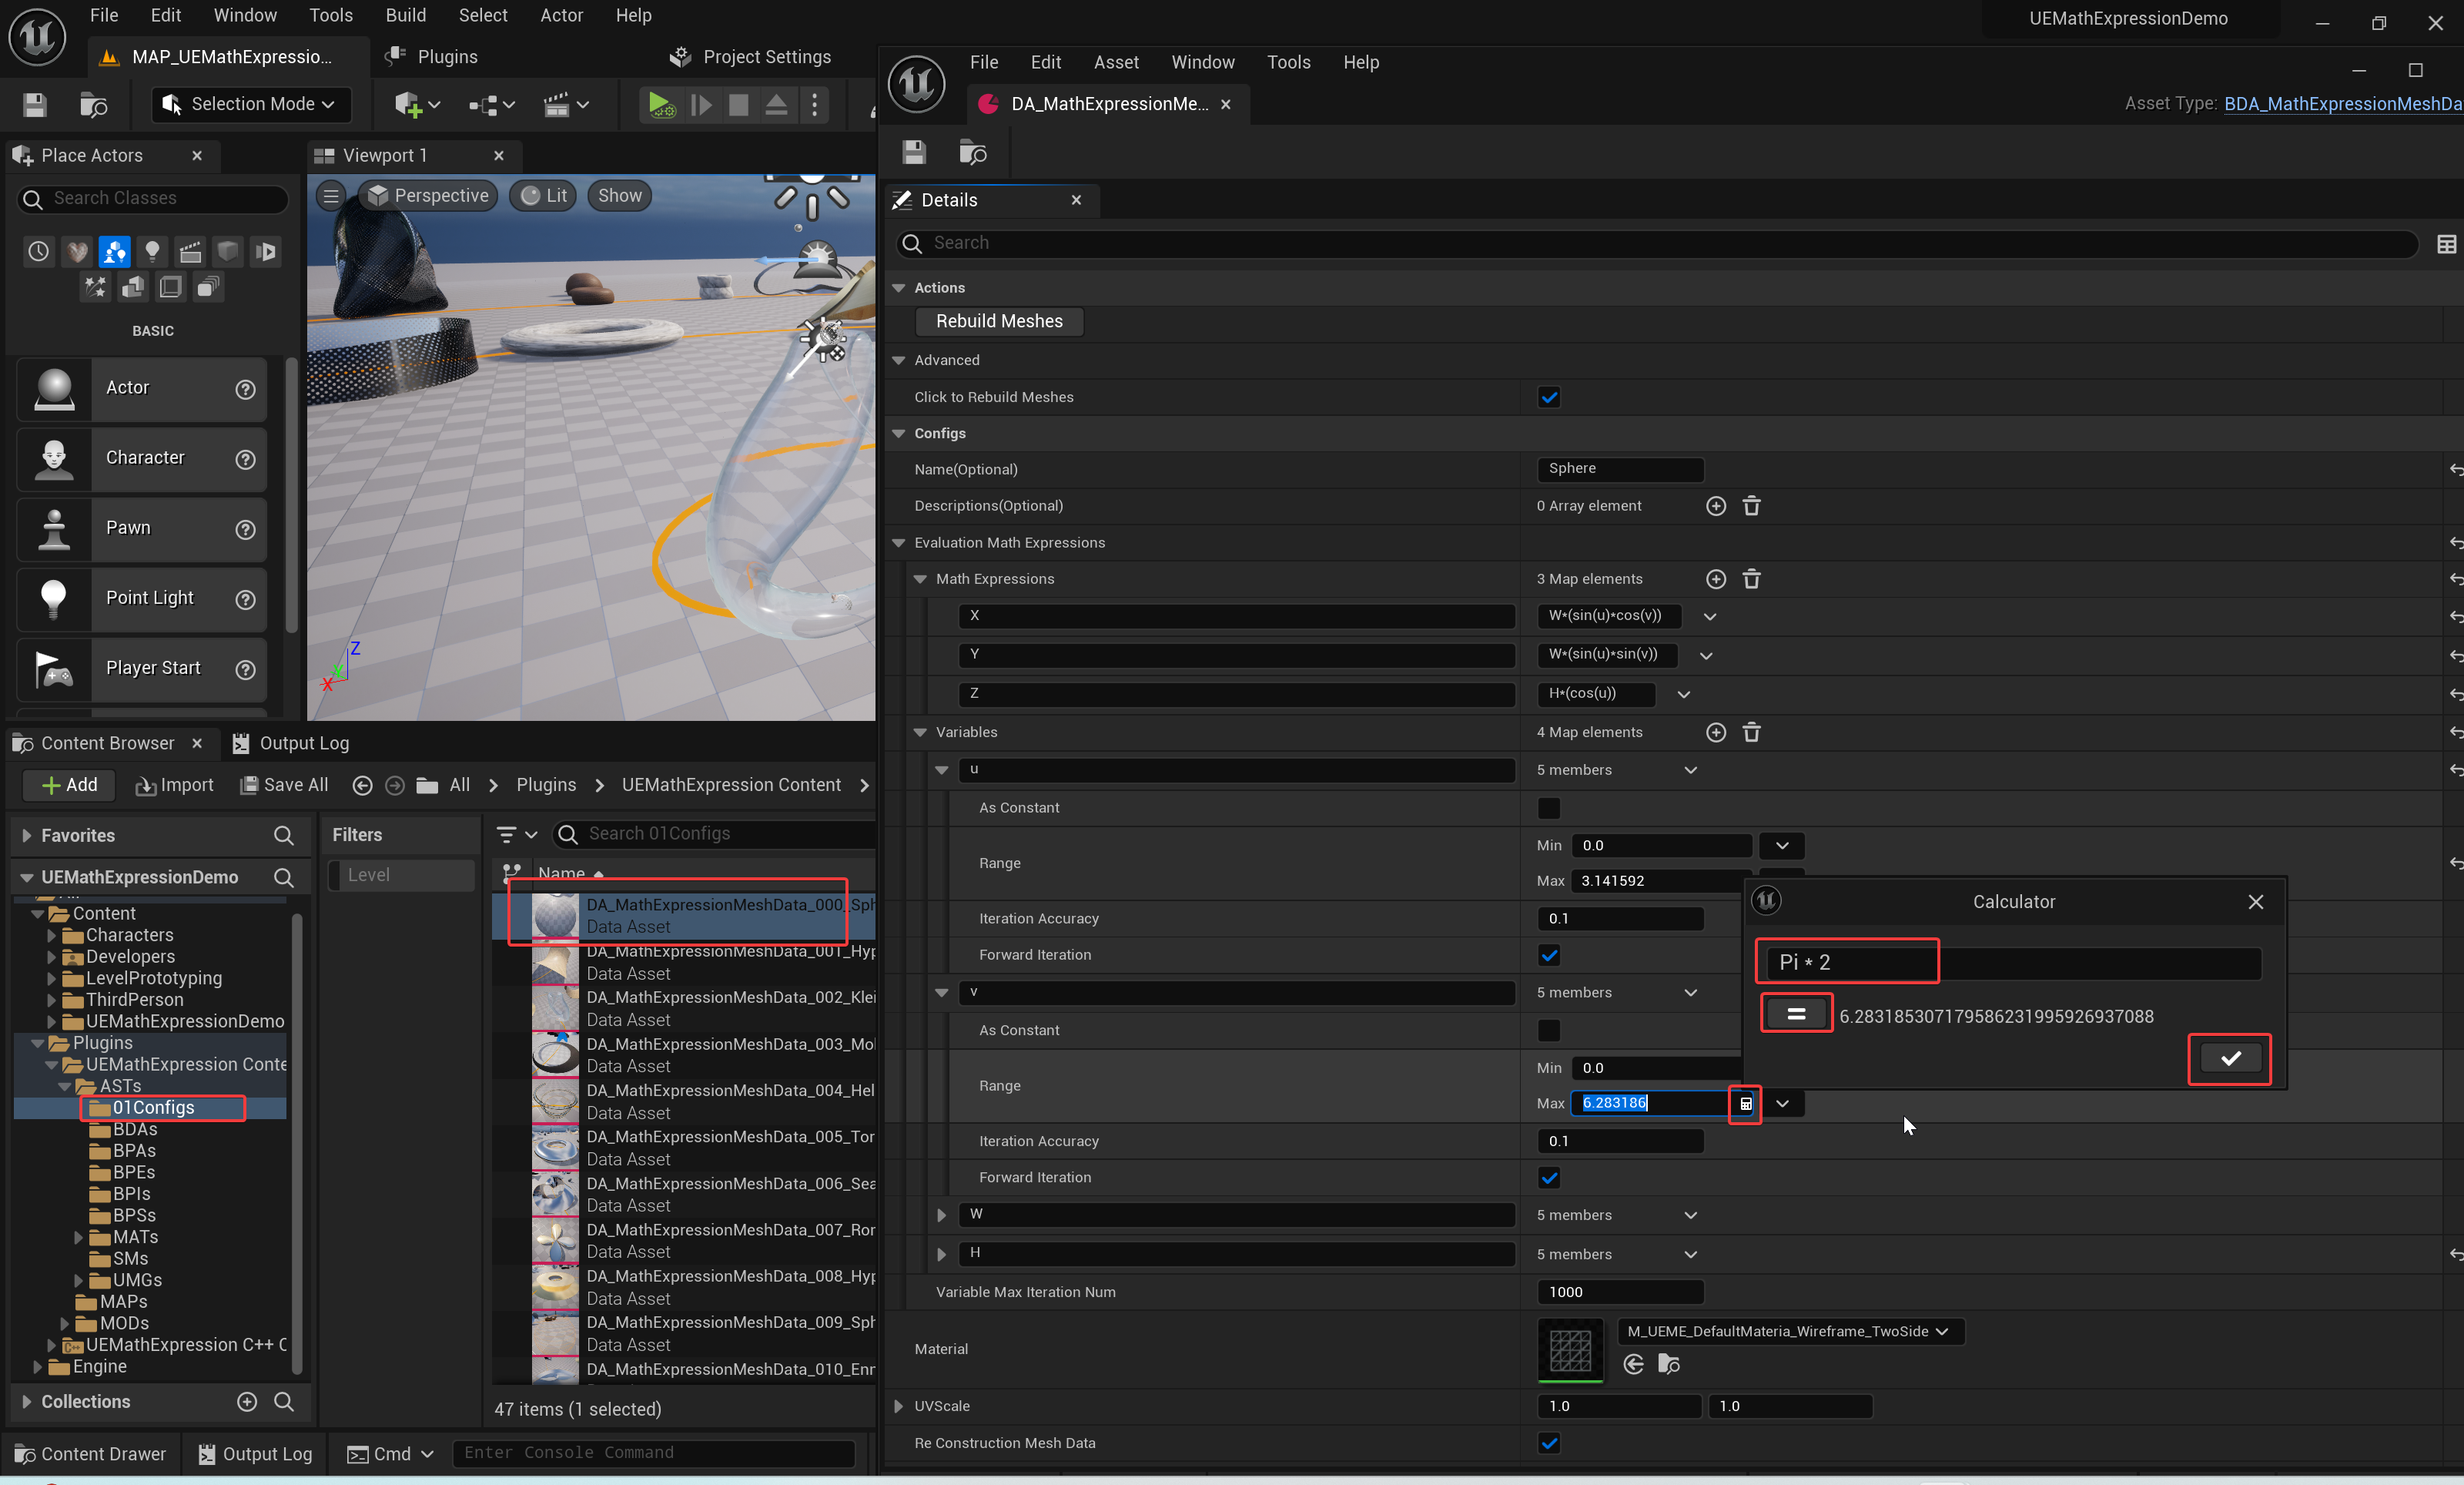 File Edit Window Tools Build Select Actor Help
UEMathExpressionDemo
MAP_UEMathExpressio...
Plugins
Project Settings
File Edit Asset Window Tools Help
DA_MathExpressionMe...
Asset Type: BDA_MathExpressionMeshDa
Selection Mode
Place Actors
Viewport 1
Search Classes
Perspective
Lit
Show
BASIC
Actor
Character
Pawn
Point Light
Player Start
Z
X
Details
Search
Actions
Rebuild Meshes
Advanced
Click to Rebuild Meshes
Configs
Name(Optional)
Sphere
Descriptions(Optional)
0 Array element
Evaluation Math Expressions
Math Expressions
3 Map elements
X
W*(sin(u)*cos(v))
Y
W*(sin(u)*sin(v))
Z
H*(cos(u))
Variables
4 Map elements
u
5 members
As Constant
Range
Min 0.0
Max 3.141592
Iteration Accuracy
0.1
Forward Iteration
v
5 members
As Constant
Range
Min 0.0
Max 6.283186
Iteration Accuracy
0.1
Forward Iteration
W
5 members
H
5 members
Variable Max Iteration Num
1000
Material
M_UEME_DefaultMateria_Wireframe_TwoSide
UVScale
1.0
1.0
Re Construction Mesh Data
Calculator
Pi * 2
=
6.2831853071795862319959269370​88
Content Browser
Output Log
Add
Import
Save All
All
Plugins
UEMathExpression Content
Favorites
UEMathExpressionDemo
Content
Characters
Developers
LevelPrototyping
ThirdPerson
UEMathExpressionDemo
Plugins
UEMathExpression Conte
ASTs
01Configs
BDAs
BPAs
BPEs
BPIs
BPSs
MATs
SMs
UMGs
MAPs
MODs
UEMathExpression C++ C
Engine
Collections
Filters
Level
Search 01Configs
Name
DA_MathExpressionMeshData_000_Sph
Data Asset
DA_MathExpressionMeshData_001_Hyp
Data Asset
DA_MathExpressionMeshData_002_Klei
Data Asset
DA_MathExpressionMeshData_003_Mo
Data Asset
DA_MathExpressionMeshData_004_Hel
Data Asset
DA_MathExpressionMeshData_005_Tor
Data Asset
DA_MathExpressionMeshData_006_Sea
Data Asset
DA_MathExpressionMeshData_007_Ror
Data Asset
DA_MathExpressionMeshData_008_Hyp
Data Asset
DA_MathExpressionMeshData_009_Sph
Data Asset
DA_MathExpressionMeshData_010_Enr
47 items (1 selected)
Content Drawer
Output Log
Cmd
Enter Console Command